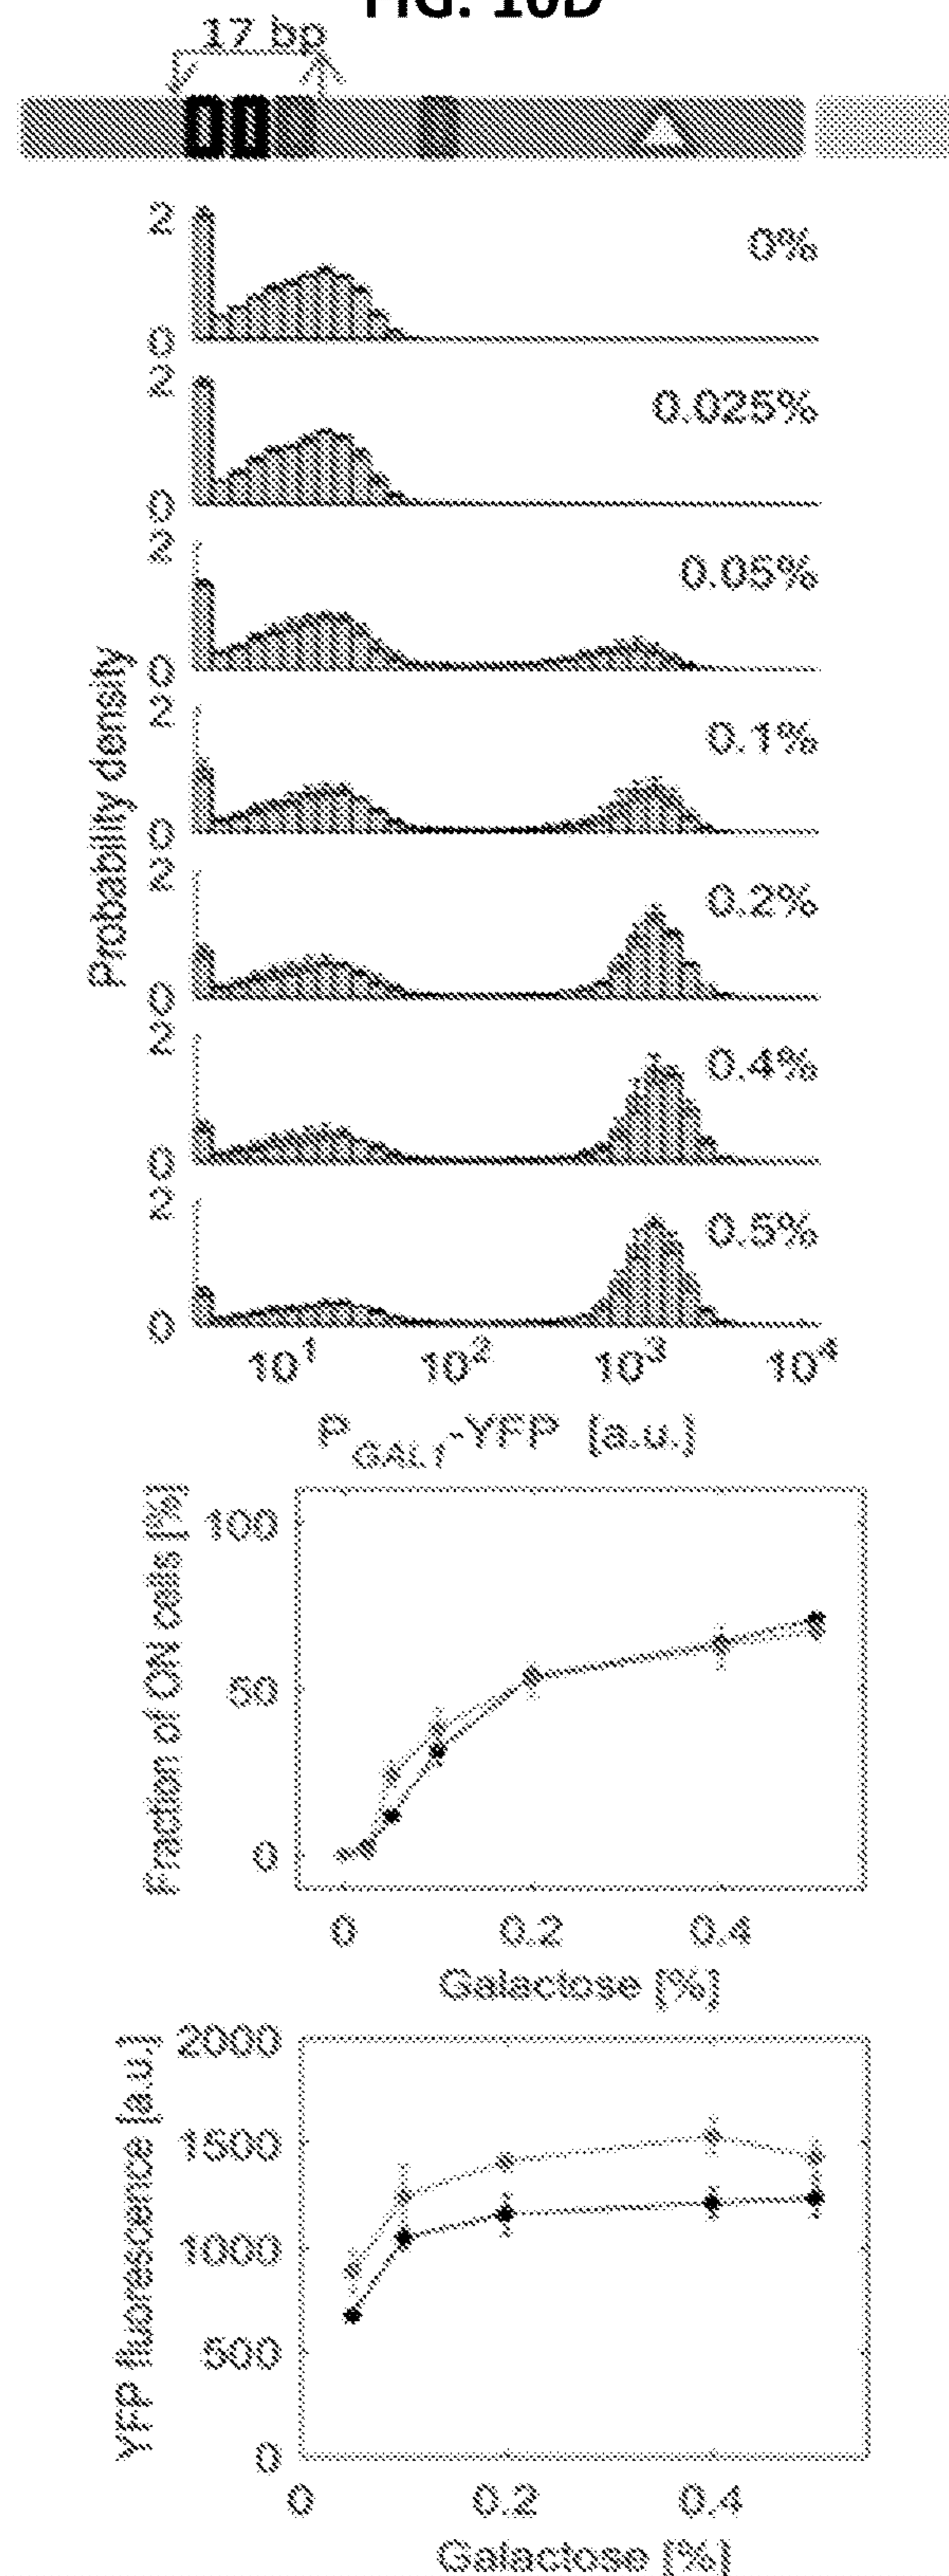 FIG. 10D
17 bp
2
0%
0
2
0.025%
0
2
0.05%
0
2
0.1%
0
2
0.2%
0
2
0.4%
0
2
0.5%
0
Probability density
10¹ 10² 10³ 10⁴
P_GAL1-YFP [a.u.]
Fraction of ON cells [%]
100
50
0
0 0.2 0.4
Galactose [%]
YFP fluorescence [a.u.]
2000
1500
1000
500
0
0 0.2 0.4
Galactose [%]